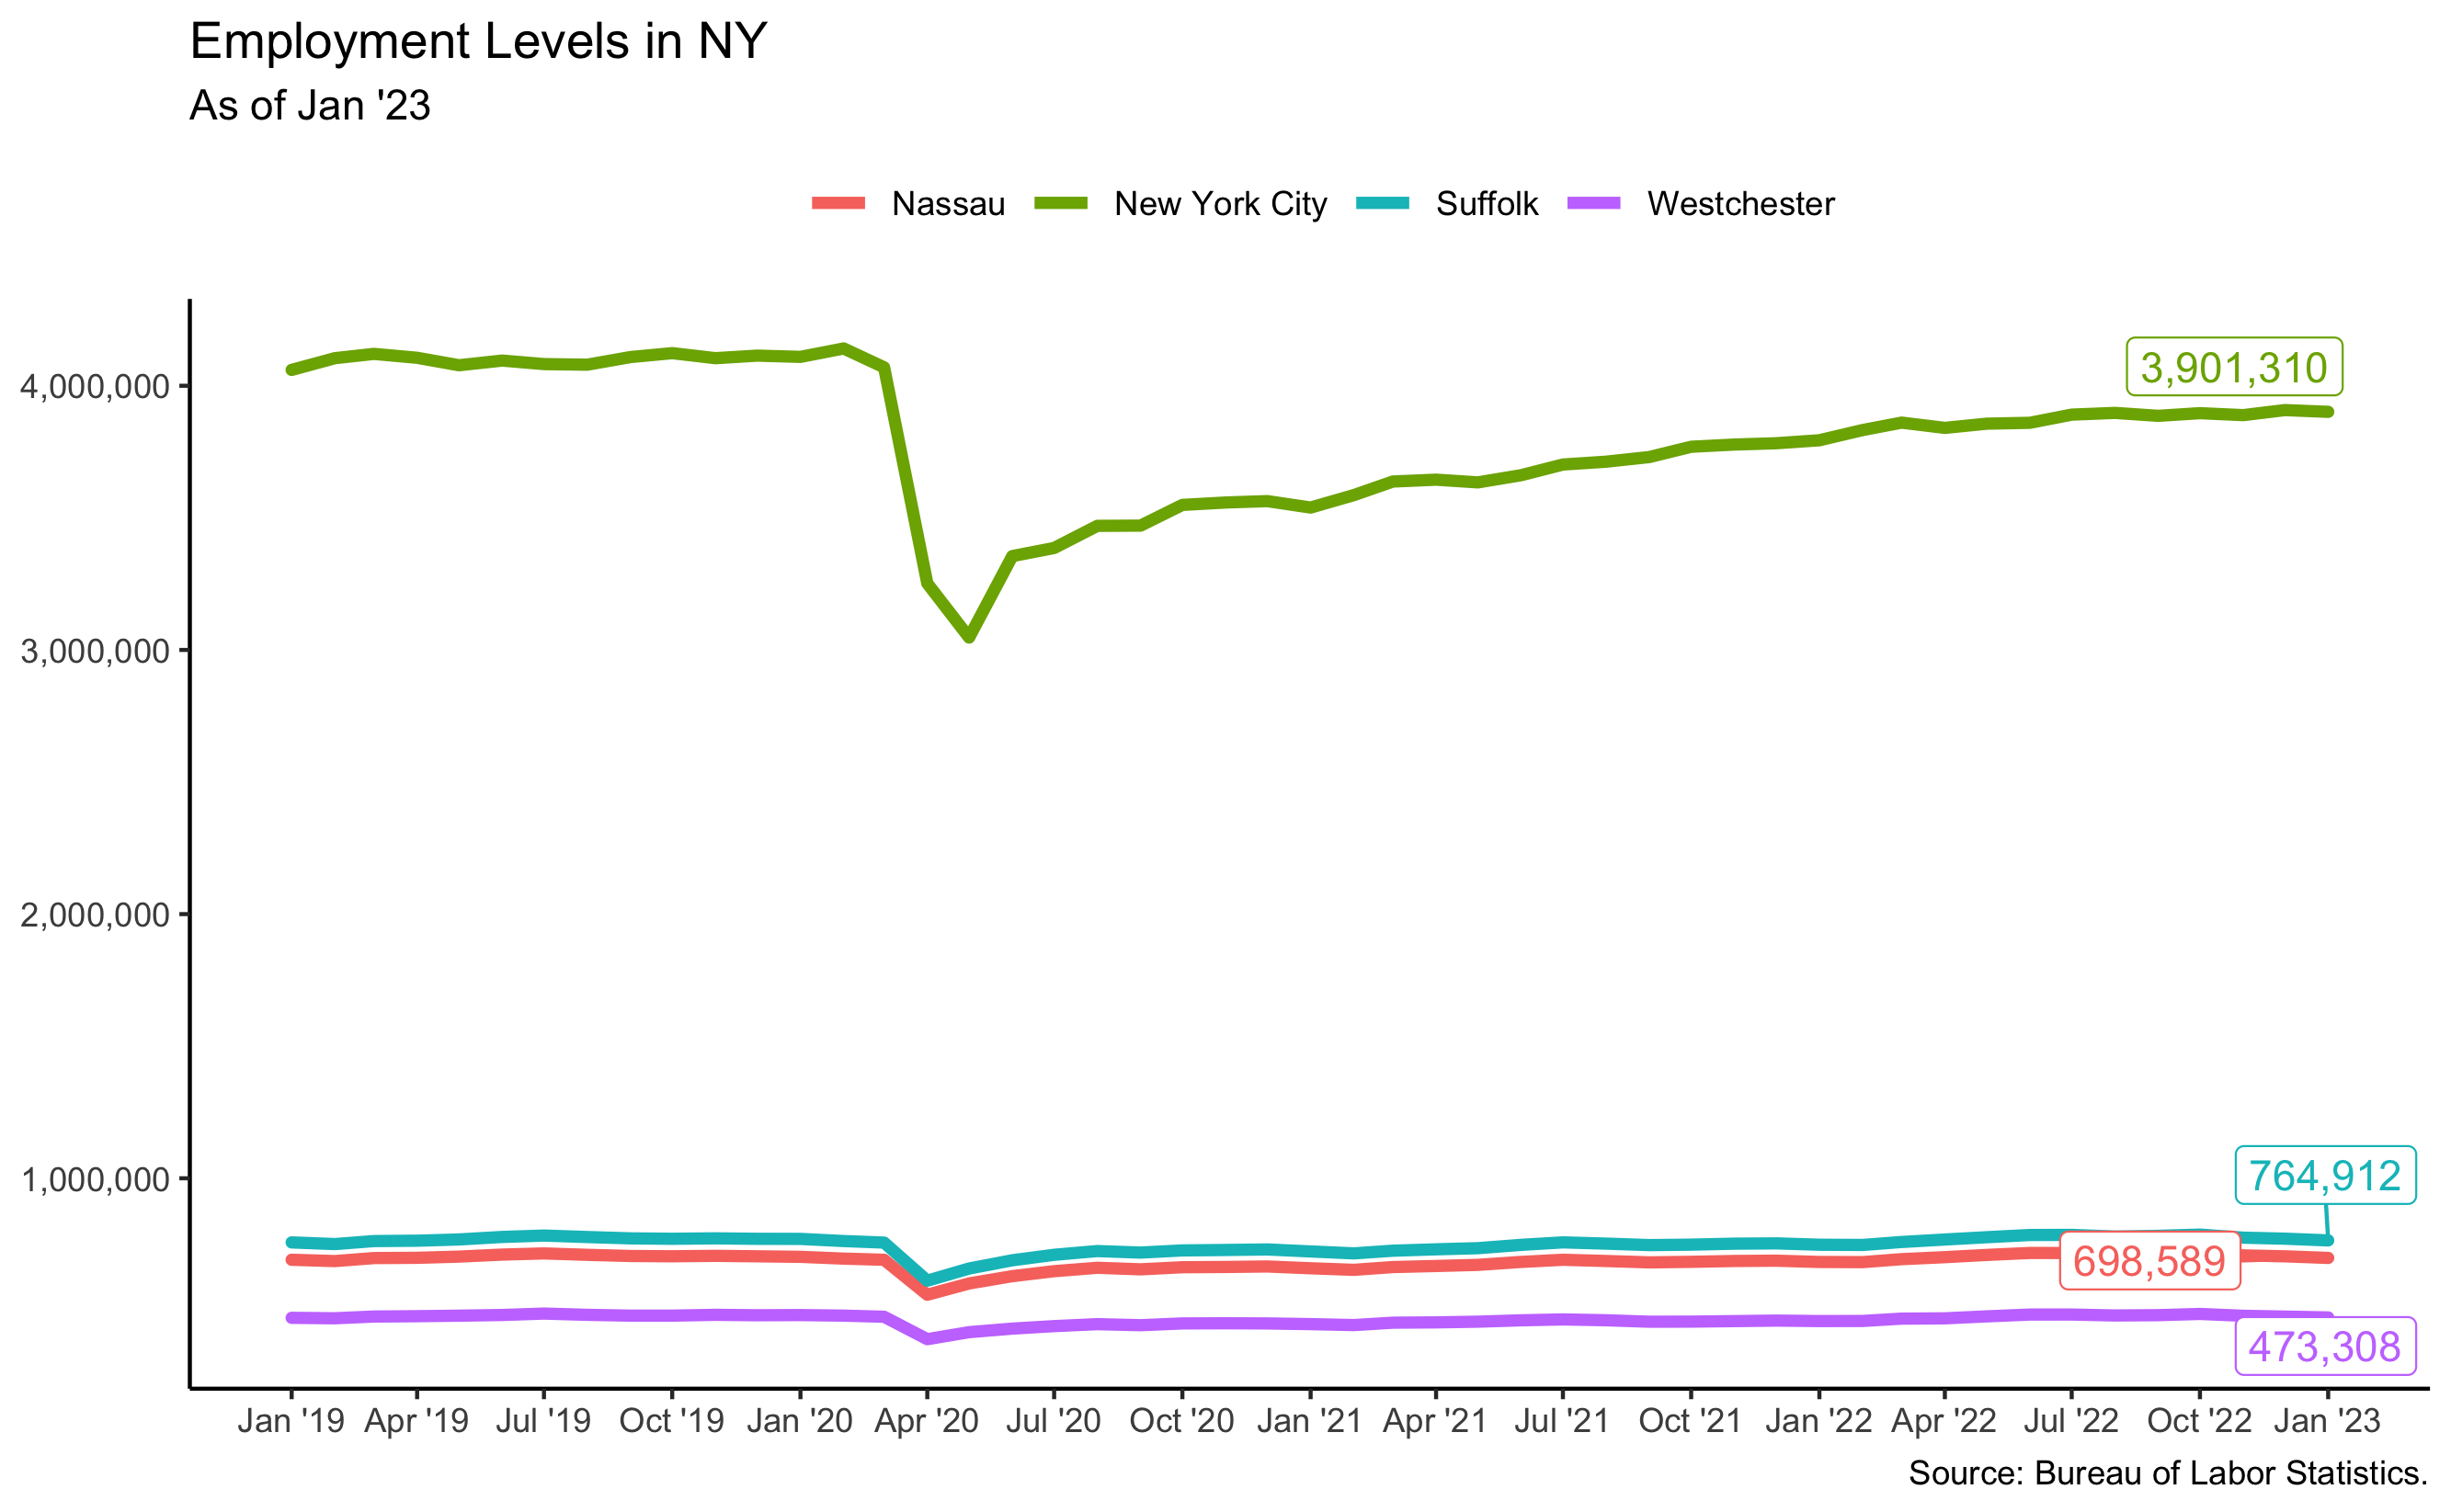 Employment Levels in NY
As of Jan '23
Nassau New York City Suffolk Westchester
3,901,310
4,000,000
3,000,000
2,000,000
1,000,000
764,912
698,589
473,308
Jan '19 Apr '19 Jul '19 Oct '19 Jan '20 Apr '20 Jul '20 Oct '20 Jan '21 Apr '21 Jul '21 Oct '21 Jan '22 Apr '22 Jul '22 Oct '22 Jan '23
Source: Bureau of Labor Statistics.